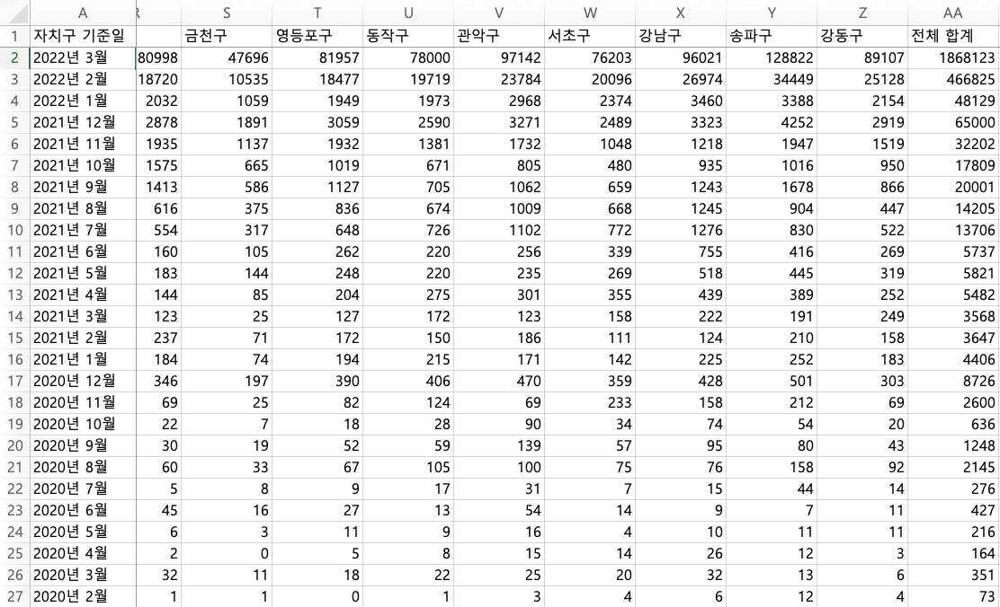 A R S T U V W X Y Z AA
1 자치구 기준일 금천구 영등포구 동작구 관악구 서초구 강남구 송파구 강동구 전체 합계
2 2022년 3월 80998 47696 81957 78000 97142 76203 96021 128822 89107 1868123
3 2022년 2월 18720 10535 18477 19719 23784 20096 26974 34449 25128 466825
4 2022년 1월 2032 1059 1949 1973 2968 2374 3460 3388 2154 48129
5 2021년 12월 2878 1891 3059 2590 3271 2489 3323 4252 2919 65000
6 2021년 11월 1935 1137 1932 1381 1732 1048 1218 1947 1519 32202
7 2021년 10월 1575 665 1019 671 805 480 935 1016 950 17809
8 2021년 9월 1413 586 1127 705 1062 659 1243 1678 866 20001
9 2021년 8월 616 375 836 674 1009 668 1245 904 447 14205
10 2021년 7월 554 317 648 726 1102 772 1276 830 522 13706
11 2021년 6월 160 105 262 220 256 339 755 416 269 5737
12 2021년 5월 183 144 248 220 235 269 518 445 319 5821
13 2021년 4월 144 85 204 275 301 355 439 389 252 5482
14 2021년 3월 123 25 127 172 123 158 222 191 249 3568
15 2021년 2월 237 71 172 150 186 111 124 210 158 3647
16 2021년 1월 184 74 194 215 171 142 225 252 183 4406
17 2020년 12월 346 197 390 406 470 359 428 501 303 8726
18 2020년 11월 69 25 82 124 69 233 158 212 69 2600
19 2020년 10월 22 7 18 28 90 34 74 54 20 636
20 2020년 9월 30 19 52 59 139 57 95 80 43 1248
21 2020년 8월 60 33 67 105 100 75 76 158 92 2145
22 2020년 7월 5 8 9 17 31 7 15 44 14 276
23 2020년 6월 45 16 27 13 54 14 9 7 11 427
24 2020년 5월 6 3 11 9 16 4 10 11 11 216
25 2020년 4월 2 0 5 8 15 14 26 12 3 164
26 2020년 3월 32 11 18 22 25 20 32 13 6 351
27 2020년 2월 1 1 0 1 3 4 6 12 4 73